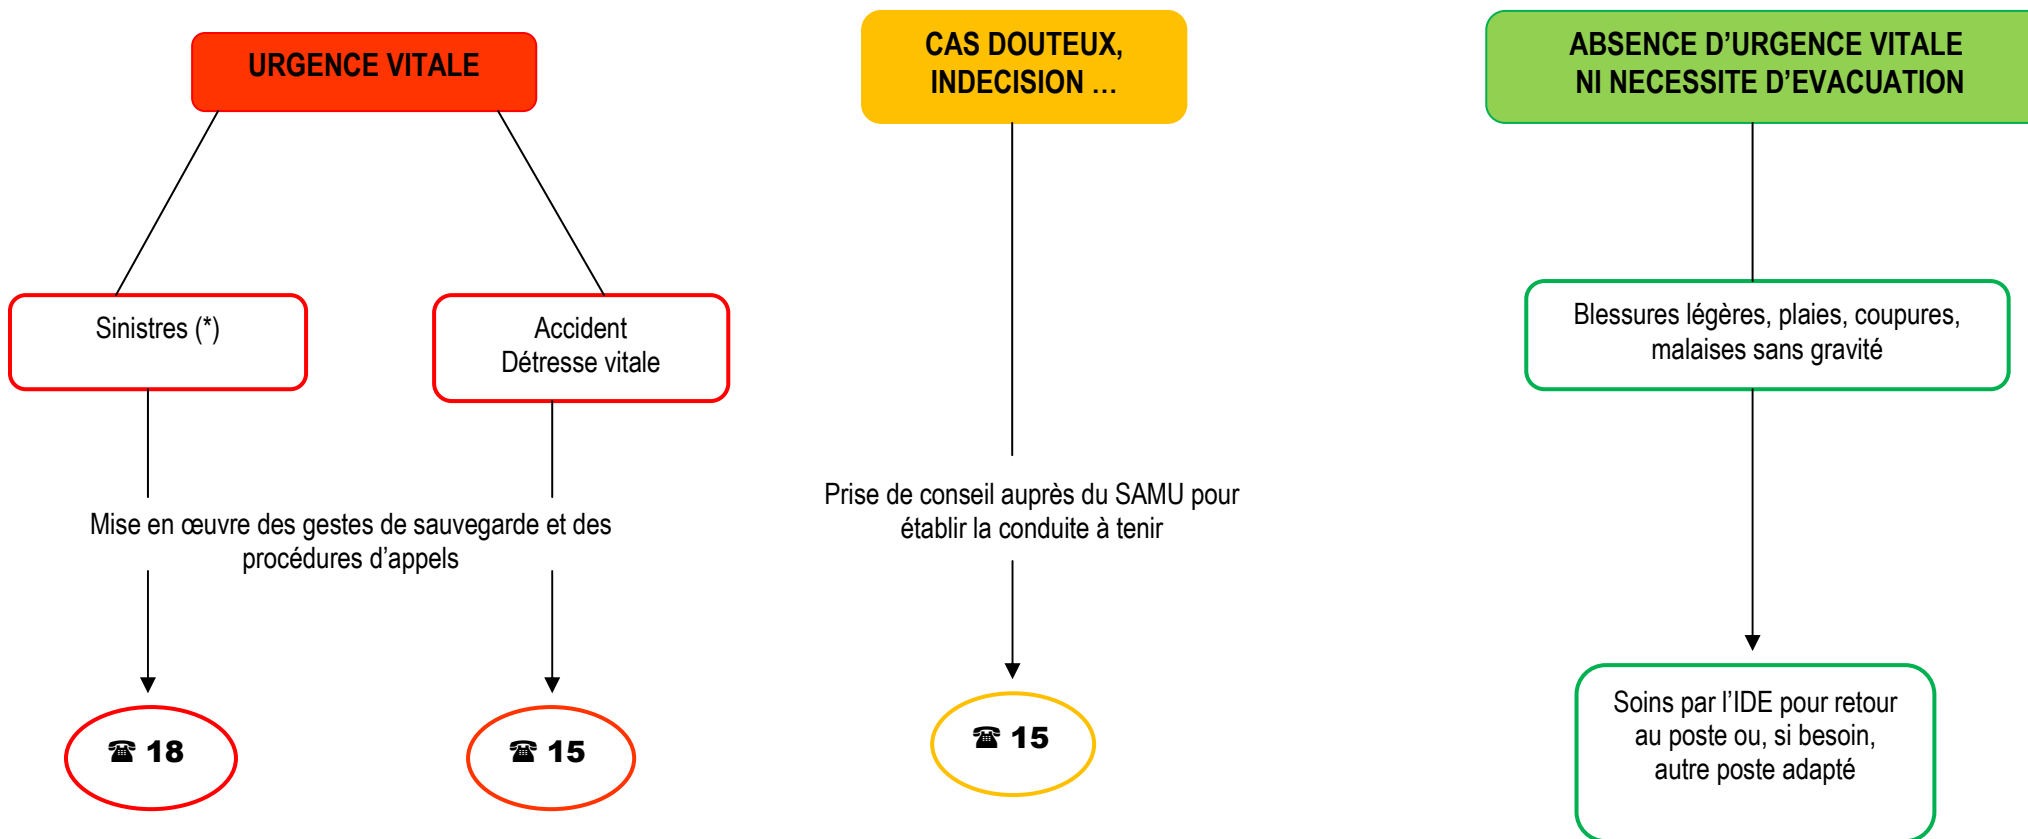 URGENCE VITALE
CAS DOUTEUX,
INDECISION …
ABSENCE D’URGENCE VITALE
NI NECESSITE D’EVACUATION
Sinistres (*)
Accident
Détresse vitale
Blessures légères, plaies, coupures,
malaises sans gravité
Mise en œuvre des gestes de sauvegarde et des
procédures d’appels
Prise de conseil auprès du SAMU pour
établir la conduite à tenir
☎ 18
☎ 15
☎ 15
Soins par l’IDE pour retour
au poste ou, si besoin,
autre poste adapté